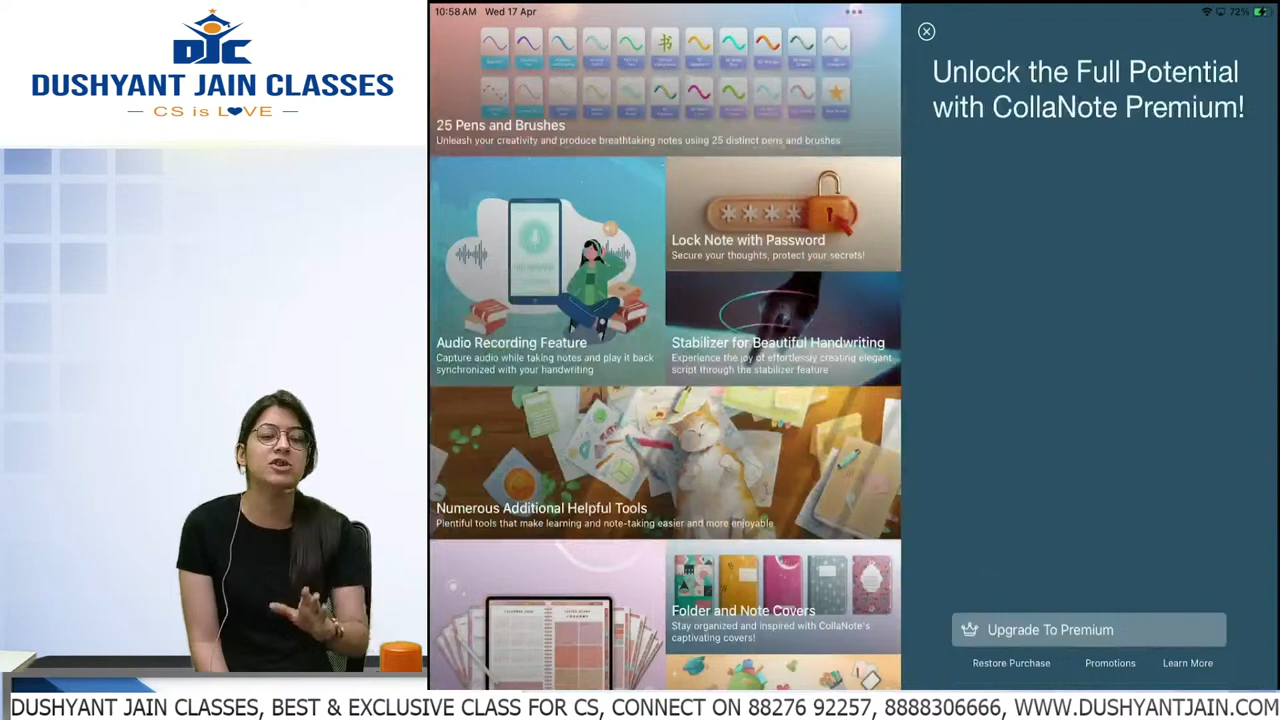 DJC
DUSHYANT JAIN CLASSES
CS is L VE
10:58 AM Wed 17 Apr
72%
25 Pens and Brushes
Unleash your creativity and produce breathtaking notes using 25 distinct pens and brushes
Lock Note with Password
Secure your thoughts, protect your secrets!
Audio Recording Feature
Capture audio while taking notes and play it back
synchronized with your handwriting
Stabilizer for Beautiful Handwriting
Experience the joy of effortlessly creating elegant
script through the stabilizer feature
Numerous Additional Helpful Tools
Plentiful tools that make learning and note-taking easier and more enjoyable
Folder and Note Covers
Stay organized and inspired with CollaNote's
captivating covers!
Unlock the Full Potential
with CollaNote Premium!
Upgrade To Premium
Restore Purchase
Promotions
Learn More
DUSHYANT JAIN CLASSES, BEST & EXCLUSIVE CLASS FOR CS, CONNECT ON 88276 92257, 8888306666, WWW.DUSHYANTJAIN.COM